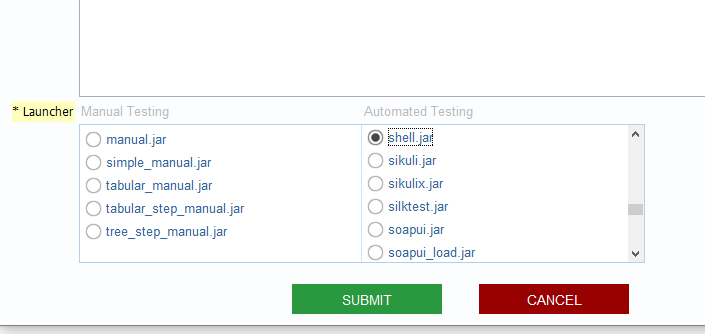 * Launcher Manual Testing Automated Testing
manual.jar
simple_manual.jar
tabular_manual.jar
tabular_step_manual.jar
tree_step_manual.jar
shell.jar
sikuli.jar
sikulix.jar
silktest.jar
soapui.jar
soapui_load.jar
SUBMIT CANCEL